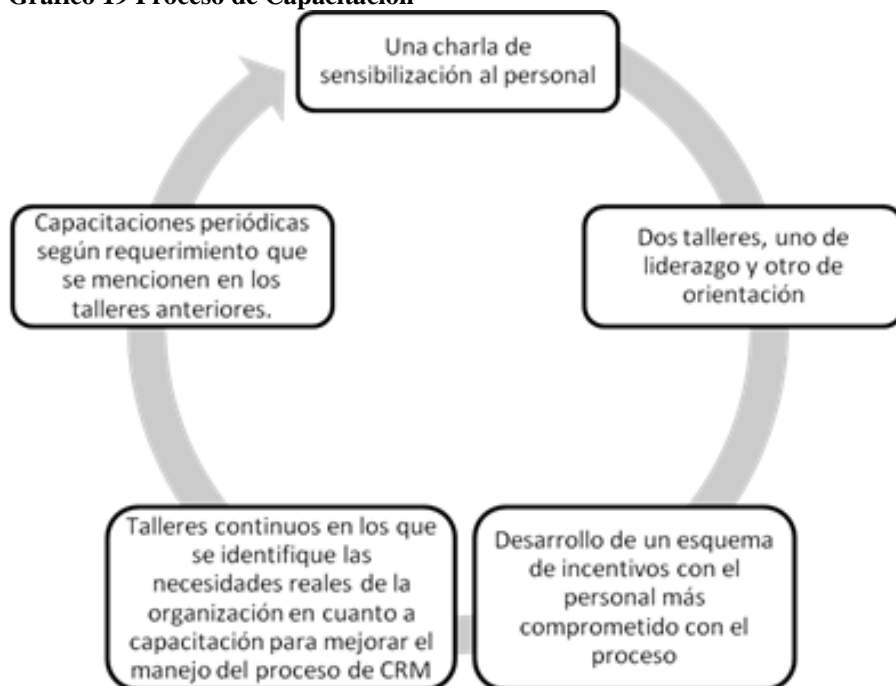 Gráfico 19 Proceso de Capacitación
Una charla de
sensibilización al personal
Dos talleres, uno de
liderazgo y otro de
orientación
Desarrollo de un esquema
de incentivos con el
personal más
comprometido con el
proceso
Talleres continuos en los que
se identifique las
necesidades reales de la
organización en cuanto a
capacitación para mejorar el
manejo del proceso de CRM
Capacitaciones periódicas
según requerimiento que
se mencionen en los
talleres anteriores.